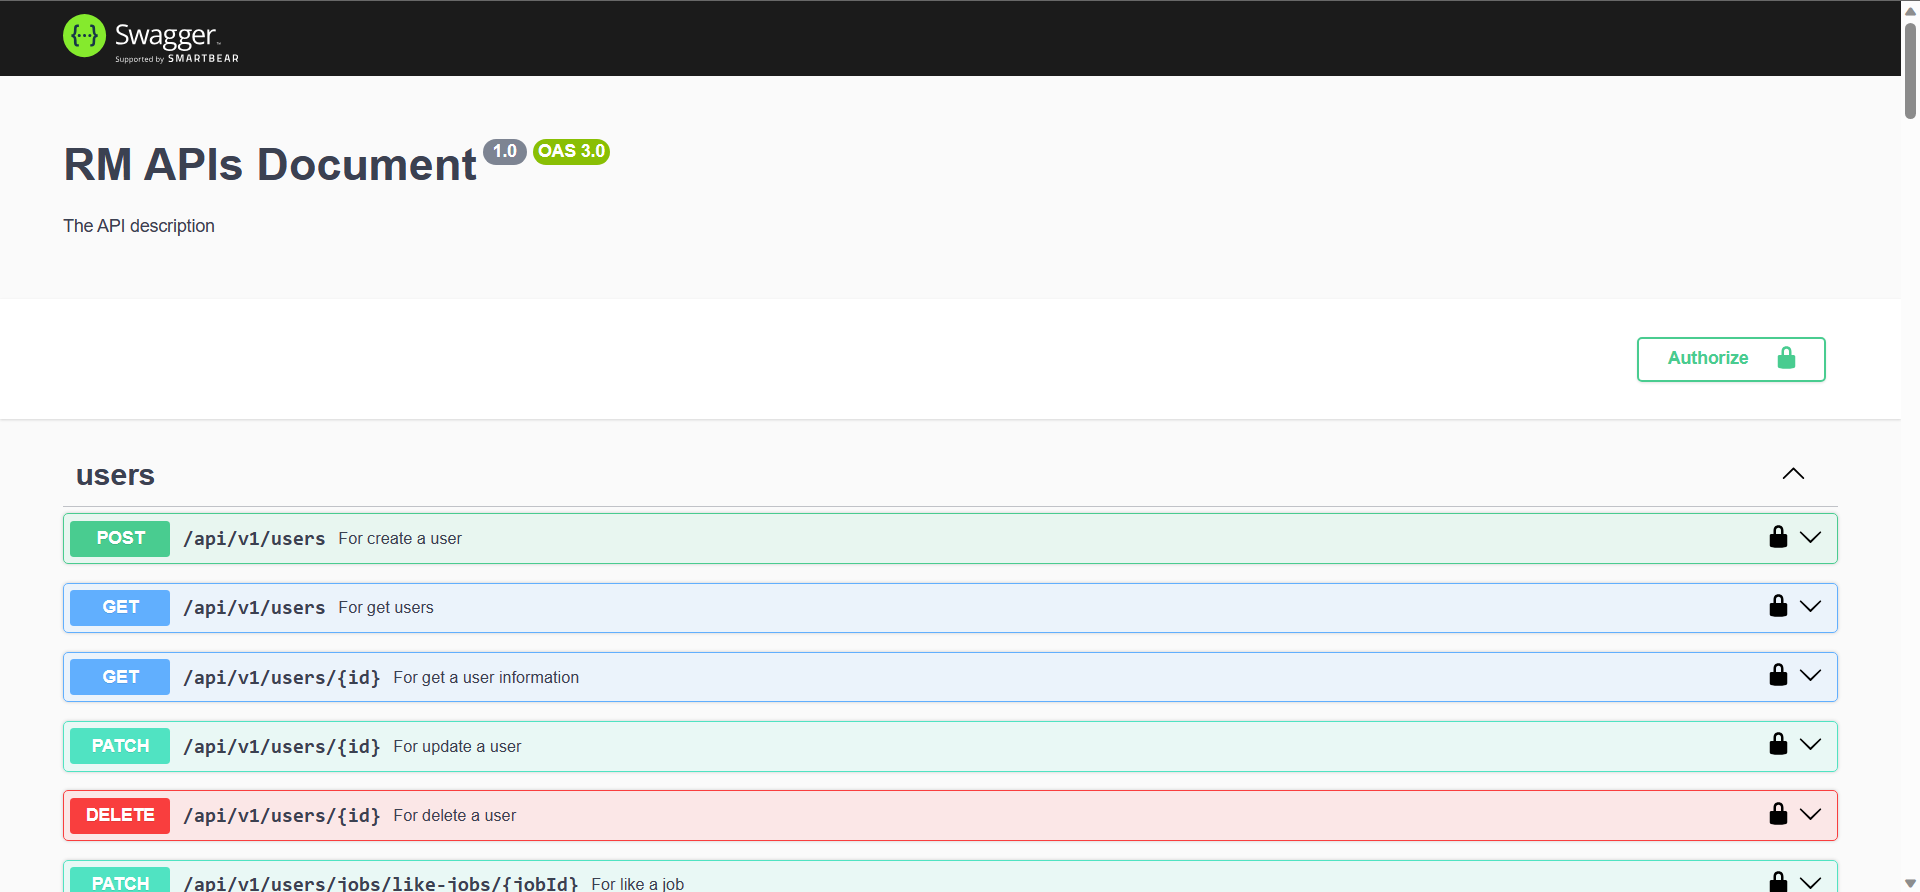 Swagger™
Supported by SMARTBEAR
RM APIs Document 1.0 OAS 3.0
The API description
Authorize
users
POST /api/v1/users For create a user
GET /api/v1/users For get users
GET /api/v1/users/{id} For get a user information
PATCH /api/v1/users/{id} For update a user
DELETE /api/v1/users/{id} For delete a user
PATCH /api/v1/users/jobs/like-jobs/{jobId} For like a job